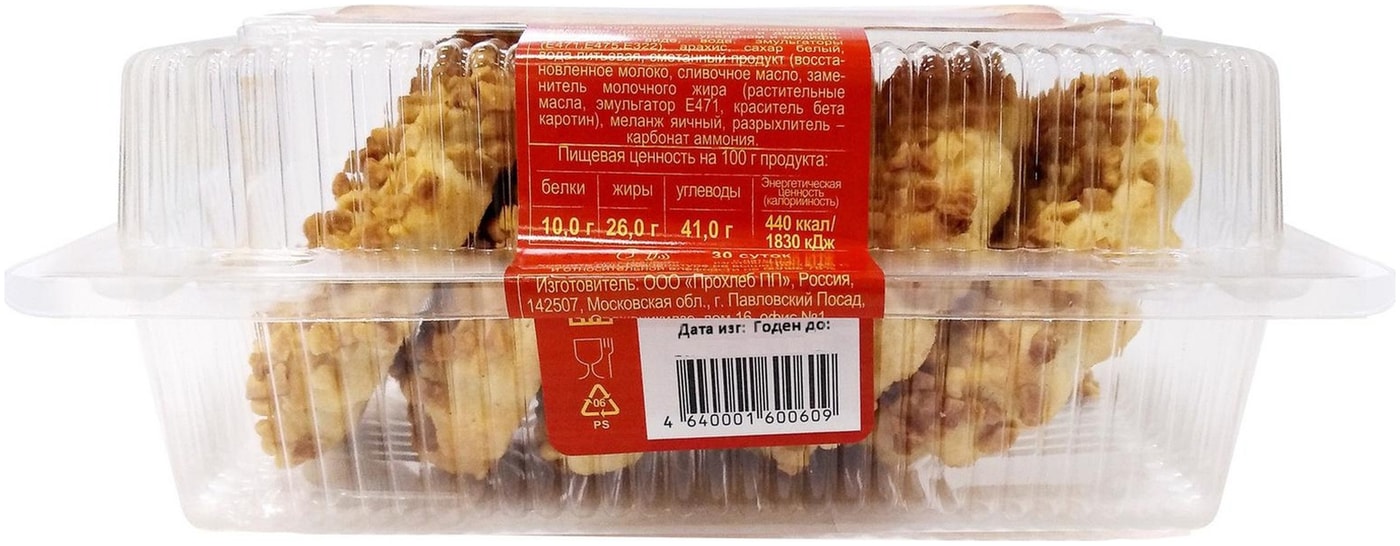 вода, эмульгаторы
(Е471,Е475,Е322), арахис, сахар белый,
вода питьевая, сметанный продукт (восста-
новленное молоко, сливочное масло, заме-
нитель молочного жира (растительные
масла, эмульгатор Е471, краситель бета
каротин), меланж яичный, разрыхлитель –
карбонат аммония.
Пищевая ценность на 100 г продукта:
белки жиры углеводы Энергетическая ценность (калорийность)
10,0 г 26,0 г 41,0 г 440 ккал/ 1830 кДж
30 суток
Изготовитель: ООО «Прохлеб ПП», Россия,
142507, Московская обл., г. Павловский Посад,
дом 16, офис №1
Дата изг: Годен до:
4 640001 600609
06
PS